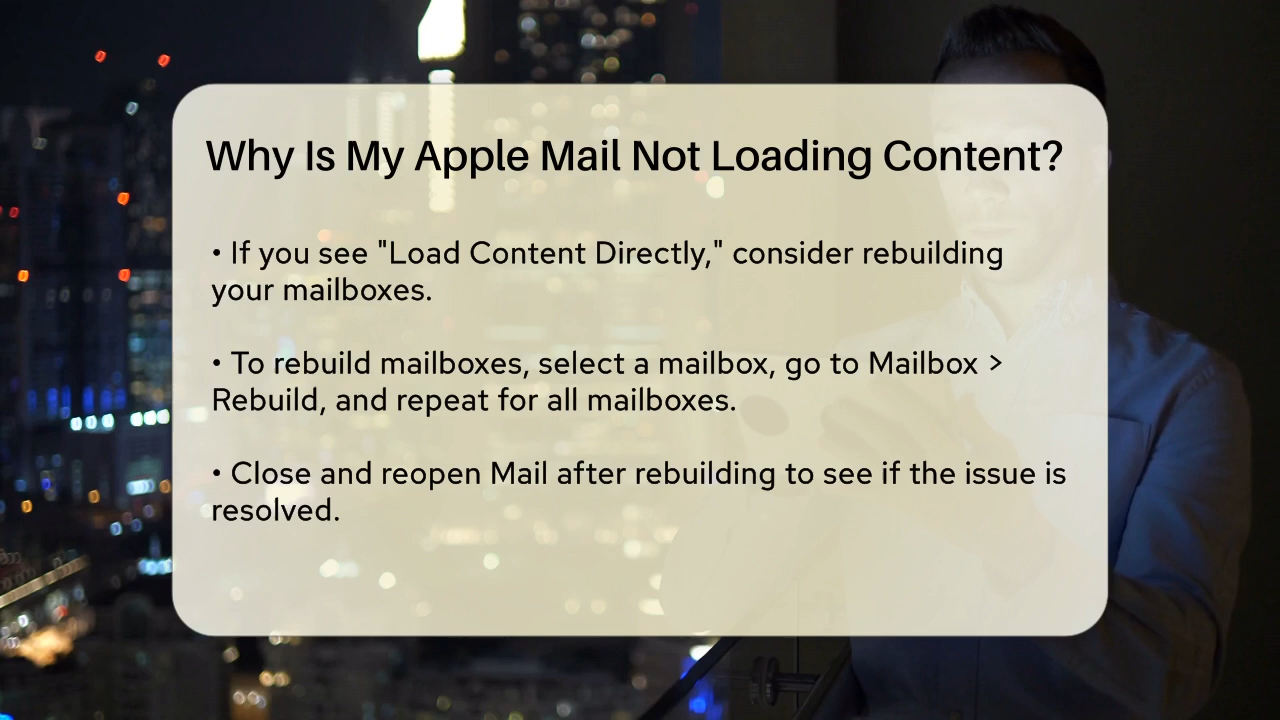 Why Is My Apple Mail Not Loading Content?
• If you see "Load Content Directly," consider rebuilding
your mailboxes.
• To rebuild mailboxes, select a mailbox, go to Mailbox >
Rebuild, and repeat for all mailboxes.
• Close and reopen Mail after rebuilding to see if the issue is
resolved.